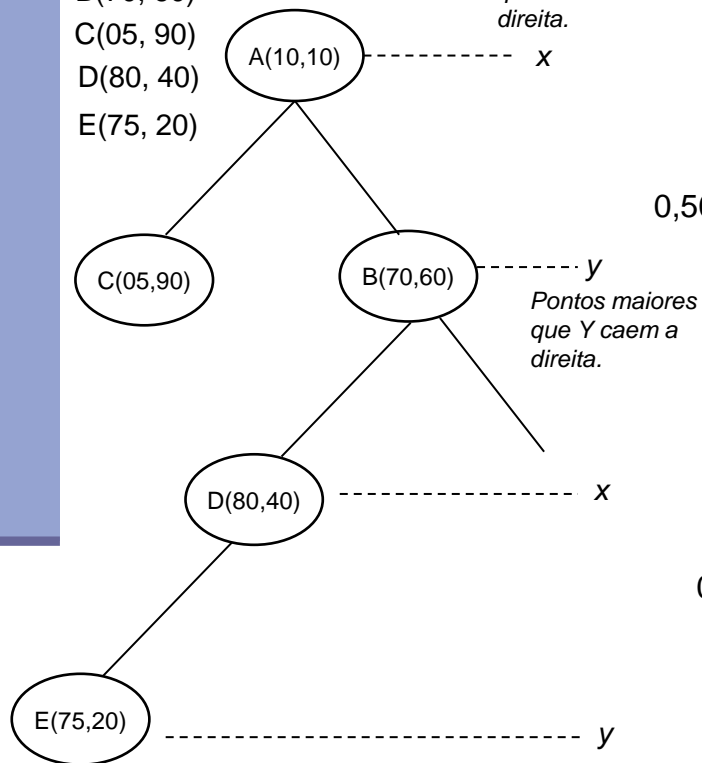 direita.
C(05, 90)
A(10,10)
x
D(80, 40)
E(75, 20)
C(05,90)
B(70,60)
y
Pontos maiores
que Y caem a
direita.
D(80,40)
x
E(75,20)
y